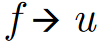 f → u